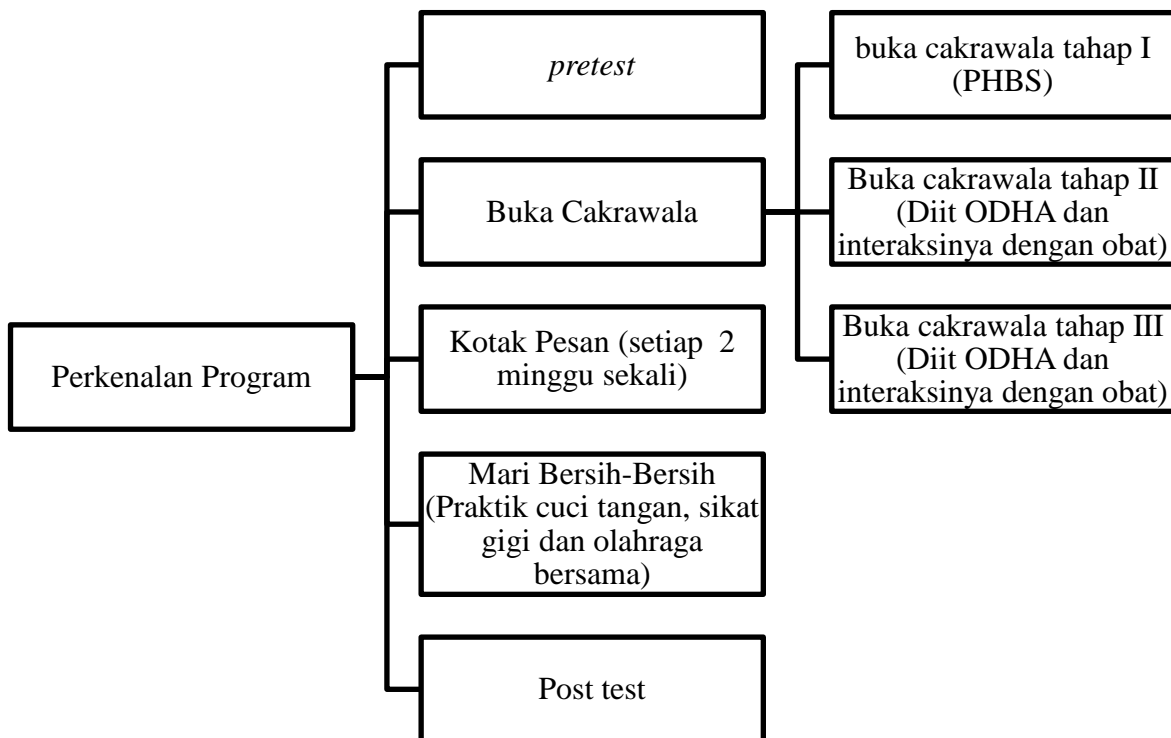 Perkenalan Program
pretest
Buka Cakrawala
buka cakrawala tahap I
(PHBS)
Buka cakrawala tahap II
(Diit ODHA dan
interaksinya dengan obat)
Buka cakrawala tahap III
(Diit ODHA dan
interaksinya dengan obat)
Kotak Pesan (setiap  2
minggu sekali)
Mari Bersih-Bersih
(Praktik cuci tangan, sikat
gigi dan olahraga
bersama)
Post test